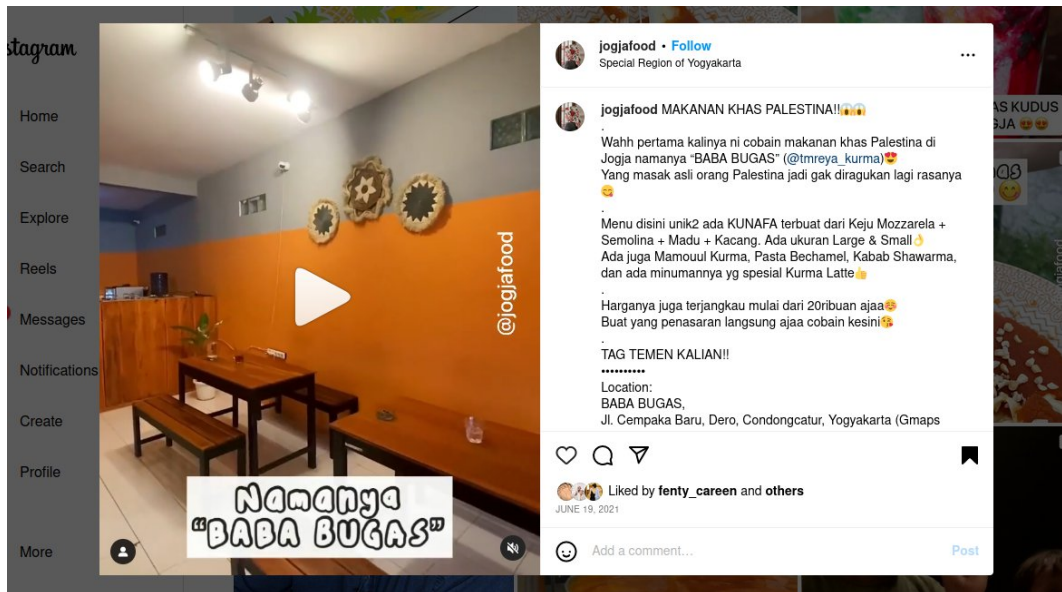 stagram
Home
Search
Explore
Reels
Messages
Notifications
Create
Profile
More
@jogjafood
Namanya
"BABA BUGAS"
jogjafood • Follow
Special Region of Yogyakarta
jogjafood MAKANAN KHAS PALESTINA!!😱😱
.
Wahh pertama kalinya ni cobain makanan khas Palestina di
Jogja namanya “BABA BUGAS” (@tmreya_kurma)😍
Yang masak asli orang Palestina jadi gak diragukan lagi rasanya
😋
.
Menu disini unik2 ada KUNAFA terbuat dari Keju Mozzarela +
Semolina + Madu + Kacang. Ada ukuran Large & Small👌
Ada juga Mamouul Kurma, Pasta Bechamel, Kabab Shawarma,
dan ada minumannya yg spesial Kurma Latte👍
.
Harganya juga terjangkau mulai dari 20ribuan ajaa☺️
Buat yang penasaran langsung ajaa cobain kesini😘
.
TAG TEMEN KALIAN!!
••••••••••
Location:
BABA BUGAS,
Jl. Cempaka Baru, Dero, Condongcatur, Yogyakarta (Gmaps
Liked by fenty_careen and others
JUNE 19, 2021
Add a comment…
Post
AS KUDUS
GJA 😍😍